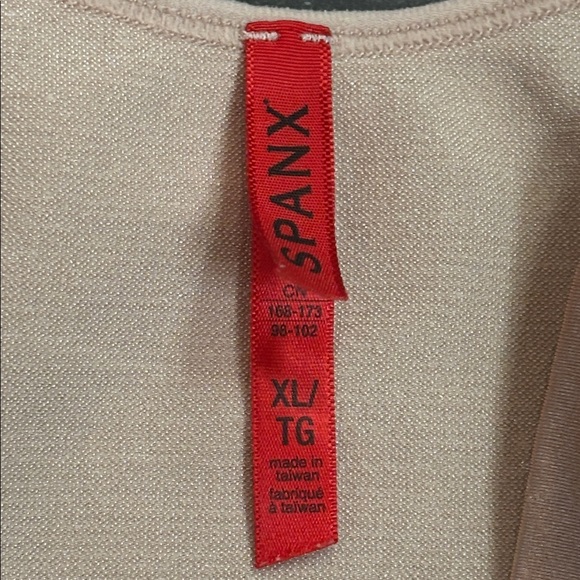 SPANX
CN
168-173
98-102
XL/
TG
made in
taiwan
fabriqué
à taiwan